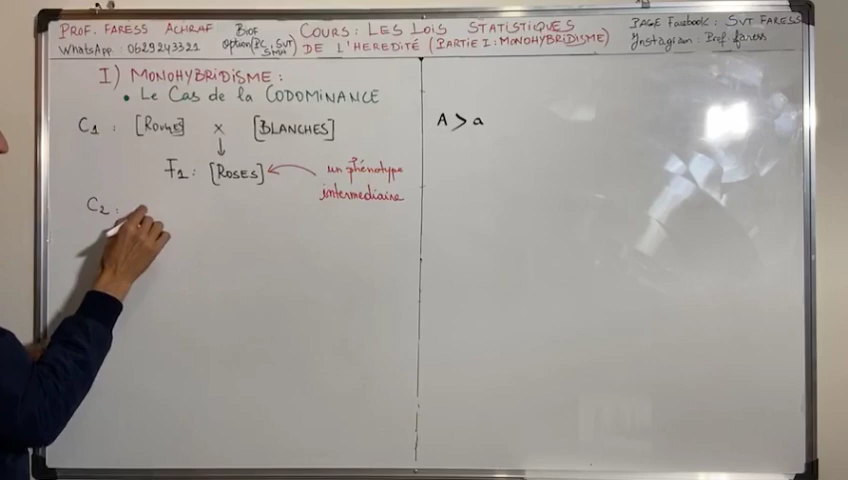 PROF. FARESS ACHRAF
WhatsApp : 0629243321
Biof
Option(PC, SVT
SMA)
COURS : LES LOIS STATISTIQUES
DE L'HEREDITÉ (PARTIE I : MONOHYBRIDISME)
PAGE Facebook : SVT FARESS
Instagram : Prof. faress
I) MONOHYBRIDISME :
• Le Cas de la CODOMINANCE
C1 : [Rouges] x [BLANCHES]
↓
F1 : [ROSES] ← un phénotype
intermediaire
C2 :
A > a